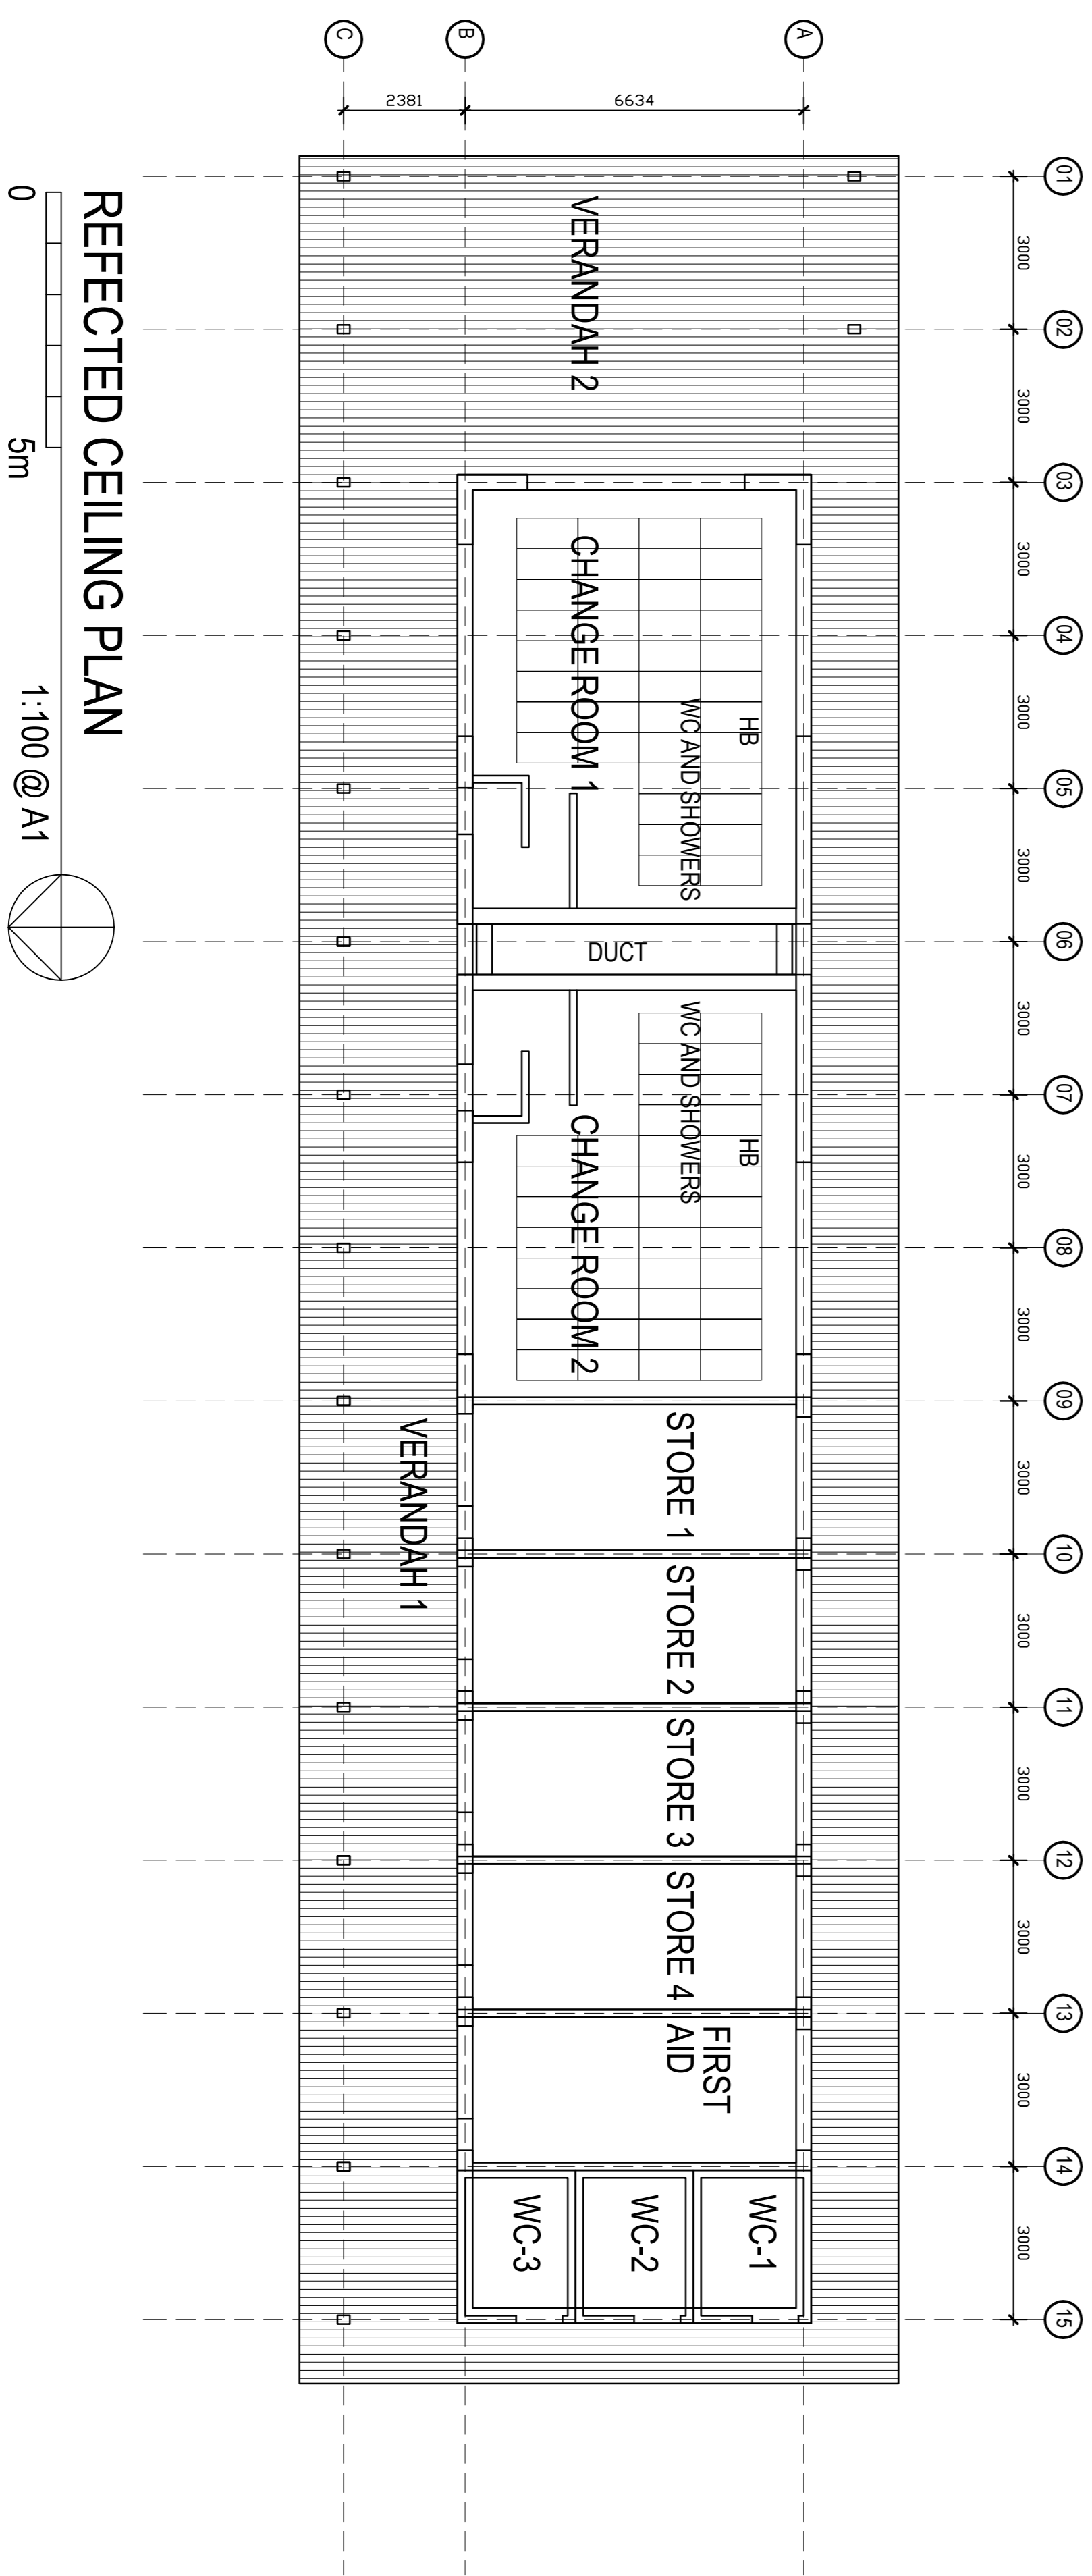 01
02
03
04
05
06
07
08
09
10
11
12
13
14
15
3000
3000
3000
3000
3000
3000
3000
3000
3000
3000
3000
3000
3000
3000
A
6634
B
2381
C
VERANDAH 2
HB
WC AND SHOWERS
CHANGE ROOM 1
DUCT
HB
WC AND SHOWERS
CHANGE ROOM 2
STORE 1
STORE 2
STORE 3
STORE 4
FIRST
AID
WC-1
WC-2
WC-3
VERANDAH 1
REFECTED CEILING PLAN
0
5m
1:100 @ A1